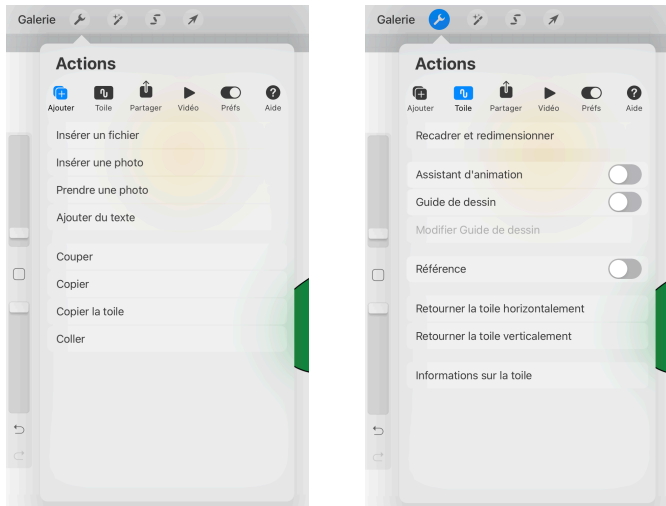 Galerie
Actions
Ajouter Toile Partager Vidéo Préfs Aide
Insérer un fichier
Insérer une photo
Prendre une photo
Ajouter du texte
Couper
Copier
Copier la toile
Coller
Galerie
Actions
Ajouter Toile Partager Vidéo Préfs Aide
Recadrer et redimensionner
Assistant d'animation
Guide de dessin
Modifier Guide de dessin
Référence
Retourner la toile horizontalement
Retourner la toile verticalement
Informations sur la toile